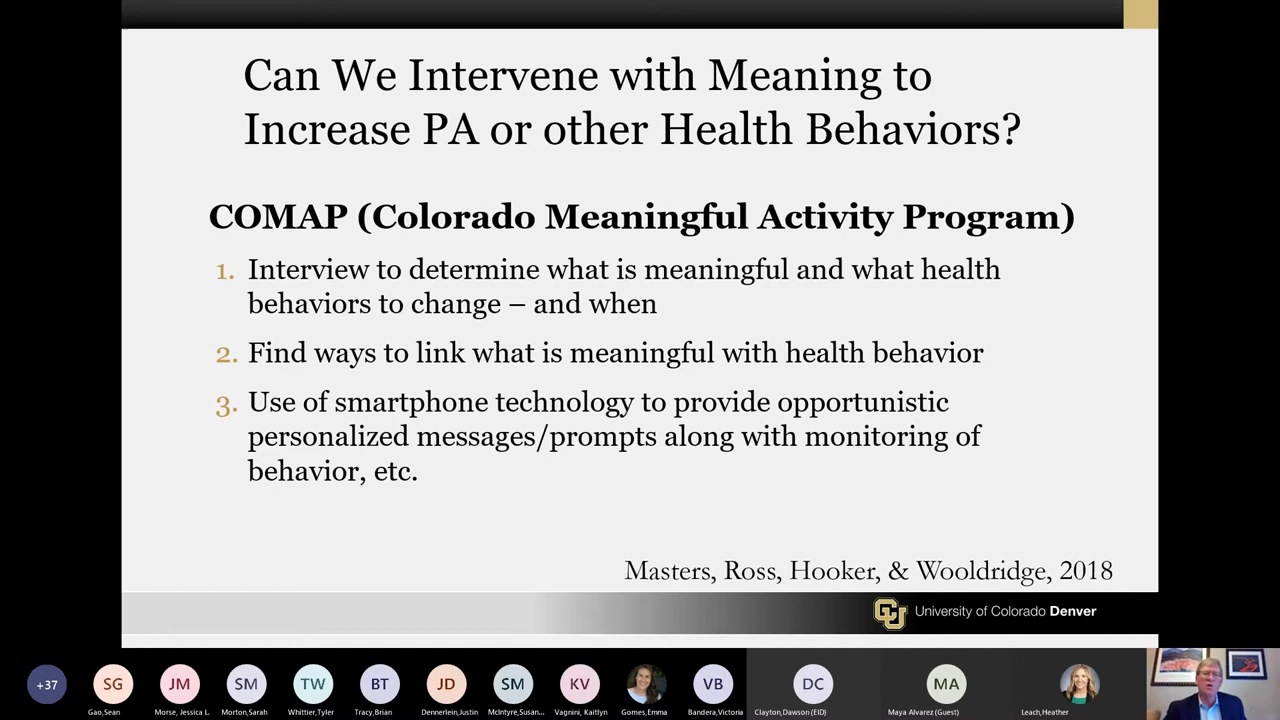 Can We Intervene with Meaning to
Increase PA or other Health Behaviors?
COMAP (Colorado Meaningful Activity Program)
1. Interview to determine what is meaningful and what health
behaviors to change – and when
2. Find ways to link what is meaningful with health behavior
3. Use of smartphone technology to provide opportunistic
personalized messages/prompts along with monitoring of
behavior, etc.
Masters, Ross, Hooker, & Wooldridge, 2018
CU University of Colorado Denver
+37 SG JM SM TW BT JD SM KV VB DC MA
Gao,Sean Morse, Jessica L. Morton,Sarah Whittier,Tyler Tracy,Brian Dennerlein,Justin McIntyre,Susan... Vagnini, Kaitlyn Gomes,Emma Bandera,Victoria Clayton,Dawson (EID) Maya Alvarez (Guest) Leach,Heather